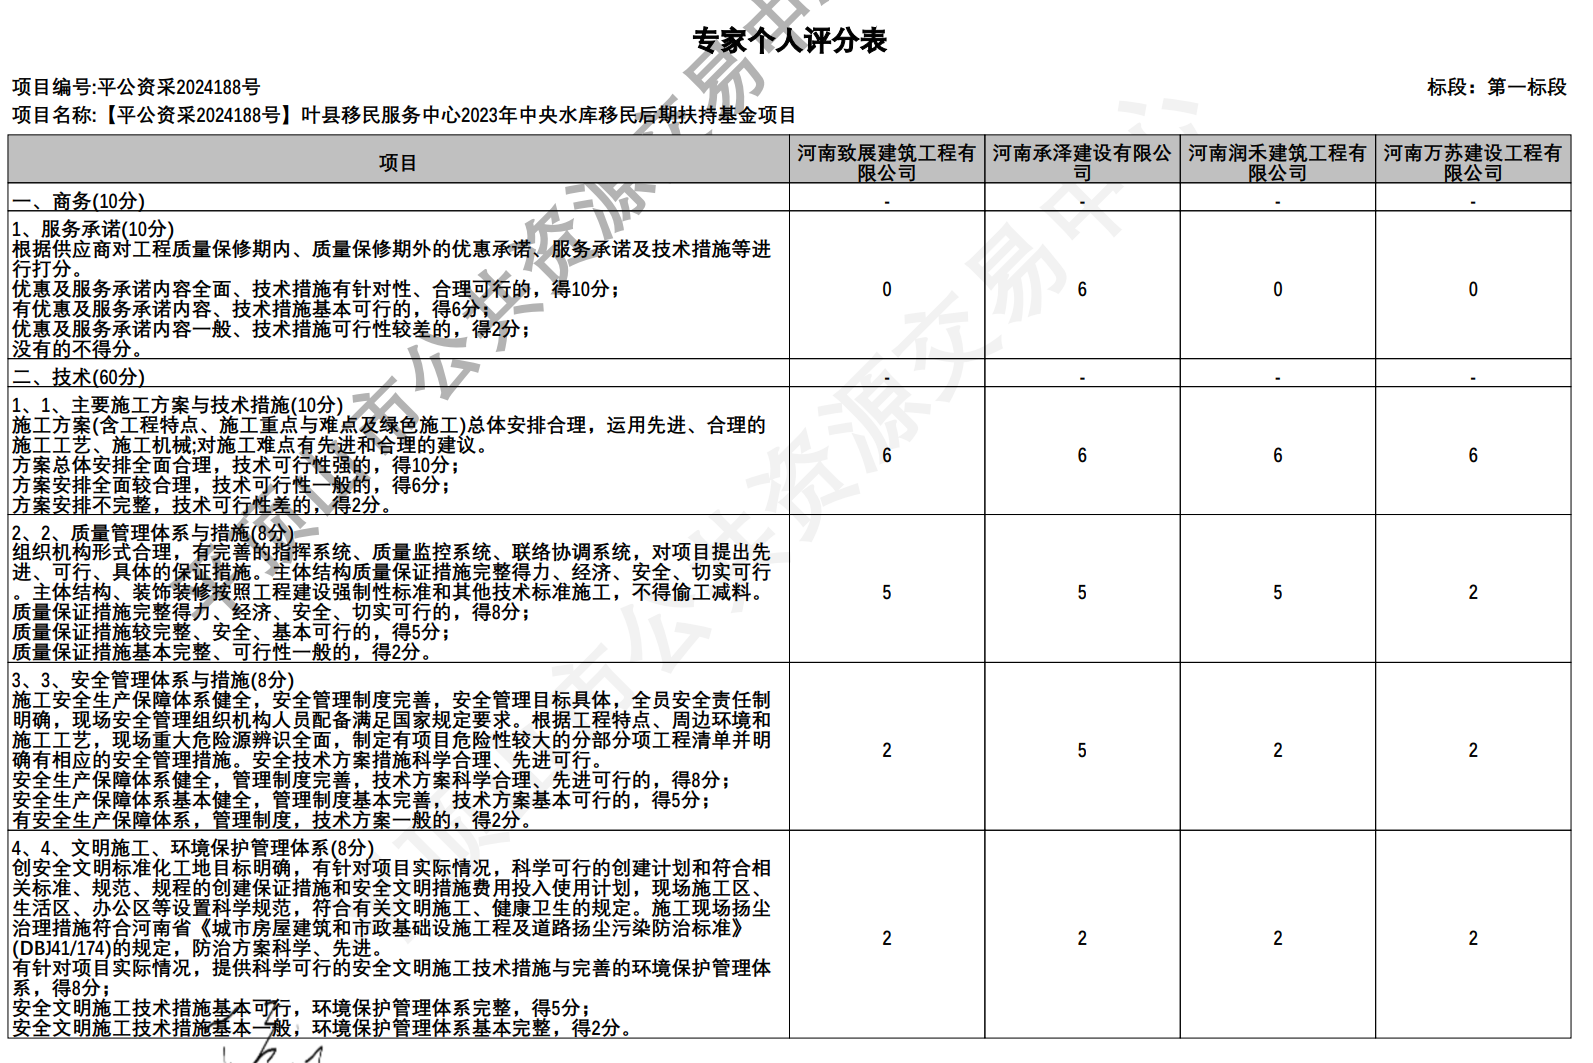 专家个人评分表
项目编号:平公资采2024188号
标段：第一标段
项目名称:【平公资采2024188号】叶县移民服务中心2023年中央水库移民后期扶持基金项目
项目
河南致展建筑工程有限公司
河南承泽建设有限公司
河南润禾建筑工程有限公司
河南万苏建设工程有限公司
一、商务(10分)
- - - -
1、服务承诺(10分)
根据供应商对工程质量保修期内、质量保修期外的优惠承诺、服务承诺及技术措施等进
行打分。
优惠及服务承诺内容全面、技术措施有针对性、合理可行的，得10分；
有优惠及服务承诺内容、技术措施基本可行的，得6分；
优惠及服务承诺内容一般、技术措施可行性较差的，得2分；
没有的不得分。
0 6 0 0
二、技术(60分)
- - - -
1、1、主要施工方案与技术措施(10分)
施工方案(含工程特点、施工重点与难点及绿色施工)总体安排合理，运用先进、合理的
施工工艺、施工机械;对施工难点有先进和合理的建议。
方案总体安排全面合理，技术可行性强的，得10分；
方案安排全面较合理，技术可行性一般的，得6分；
方案安排不完整，技术可行性差的，得2分。
6 6 6 6
2、2、质量管理体系与措施(8分)
组织机构形式合理，有完善的指挥系统、质量监控系统、联络协调系统，对项目提出先
进、可行、具体的保证措施。主体结构质量保证措施完整得力、经济、安全、切实可行
。主体结构、装饰装修按照工程建设强制性标准和其他技术标准施工，不得偷工减料。
质量保证措施完整得力、经济、安全、切实可行的，得8分；
质量保证措施较完整、安全、基本可行的，得5分；
质量保证措施基本完整、可行性一般的，得2分。
5 5 5 2
3、3、安全管理体系与措施(8分)
施工安全生产保障体系健全，安全管理制度完善，安全管理目标具体，全员安全责任制
明确，现场安全管理组织机构人员配备满足国家规定要求。根据工程特点、周边环境和
施工工艺，现场重大危险源辨识全面，制定有项目危险性较大的分部分项工程清单并明
确有相应的安全管理措施。安全技术方案措施科学合理、先进可行。
安全生产保障体系健全，管理制度完善，技术方案科学合理、先进可行的，得8分；
安全生产保障体系基本健全，管理制度基本完善，技术方案基本可行的，得5分；
有安全生产保障体系，管理制度，技术方案一般的，得2分。
2 5 2 2
4、4、文明施工、环境保护管理体系(8分)
创安全文明标准化工地目标明确，有针对项目实际情况，科学可行的创建计划和符合相
关标准、规范、规程的创建保证措施和安全文明措施费用投入使用计划，现场施工区、
生活区、办公区等设置科学规范，符合有关文明施工、健康卫生的规定。施工现场扬尘
治理措施符合河南省《城市房屋建筑和市政基础设施工程及道路扬尘污染防治标准》
(DBJ41/174)的规定，防治方案科学、先进。
有针对项目实际情况，提供科学可行的安全文明施工技术措施与完善的环境保护管理体
系，得8分；
安全文明施工技术措施基本可行，环境保护管理体系完整，得5分；
安全文明施工技术措施基本一般，环境保护管理体系基本完整，得2分。
2 2 2 2
平顶山市公共资源交易中心
平顶山市公共资源交易中心